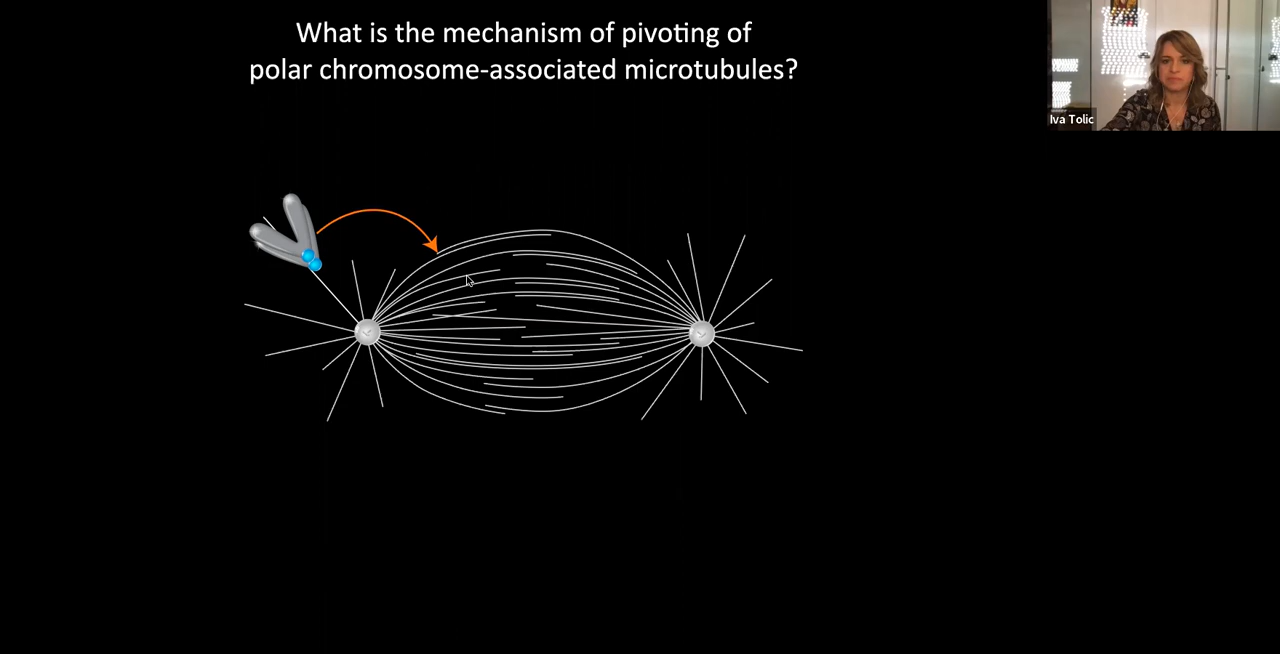 What is the mechanism of pivoting of
polar chromosome-associated microtubules?
Iva Tolic